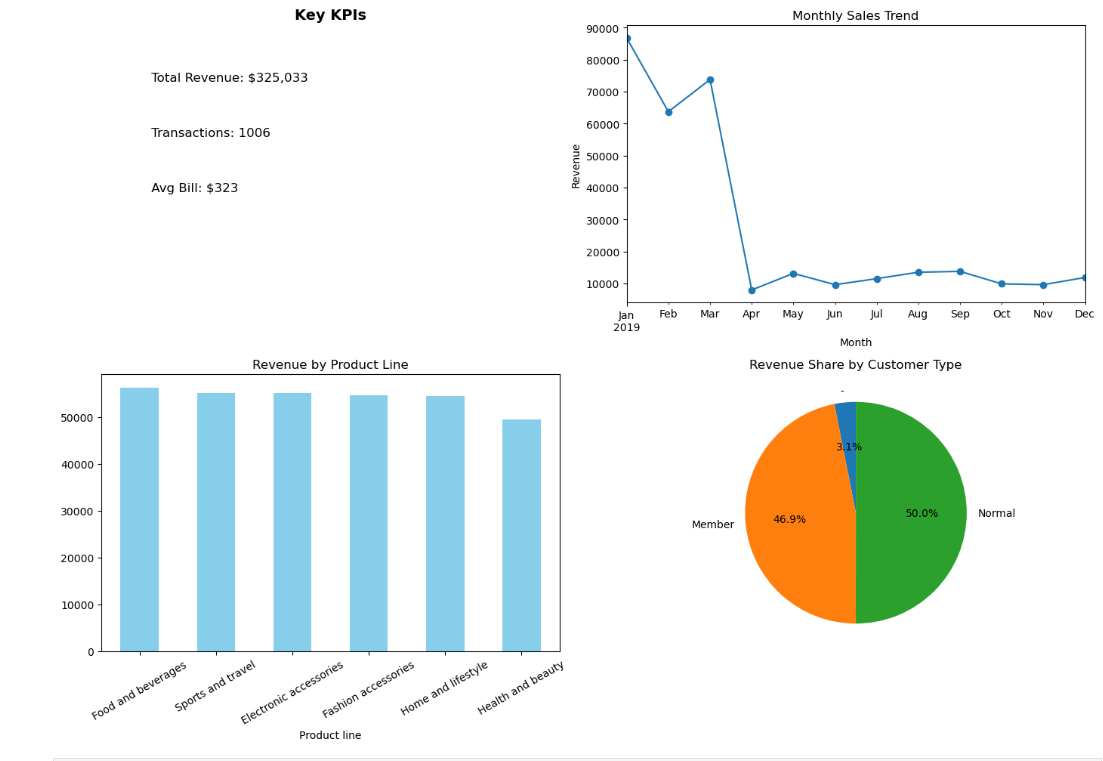 Key KPIs
Total Revenue: $325,033
Transactions: 1006
Avg Bill: $323
Monthly Sales Trend
90000
80000
70000
60000
50000
40000
30000
20000
10000
Revenue
Jan Feb Mar Apr May Jun Jul Aug Sep Oct Nov Dec
2019
Month
Revenue by Product Line
50000
40000
30000
20000
10000
0
Food and beverages
Sports and travel
Electronic accessories
Fashion accessories
Home and lifestyle
Health and beauty
Product line
Revenue Share by Customer Type
-
3.1%
Member
46.9%
50.0%
Normal